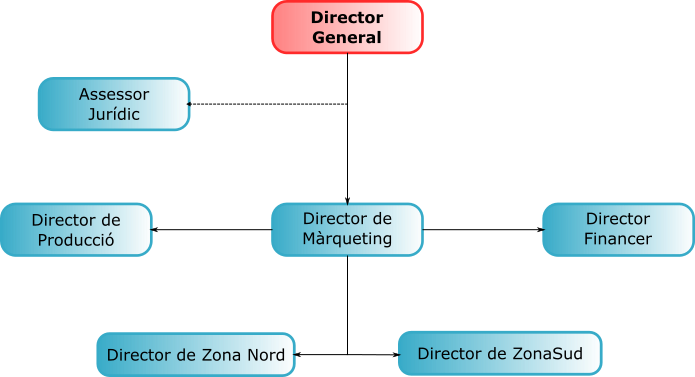 Director
General
Assessor
Jurídic
Director de
Producció
Director de
Màrqueting
Director
Financer
Director de Zona Nord
Director de ZonaSud